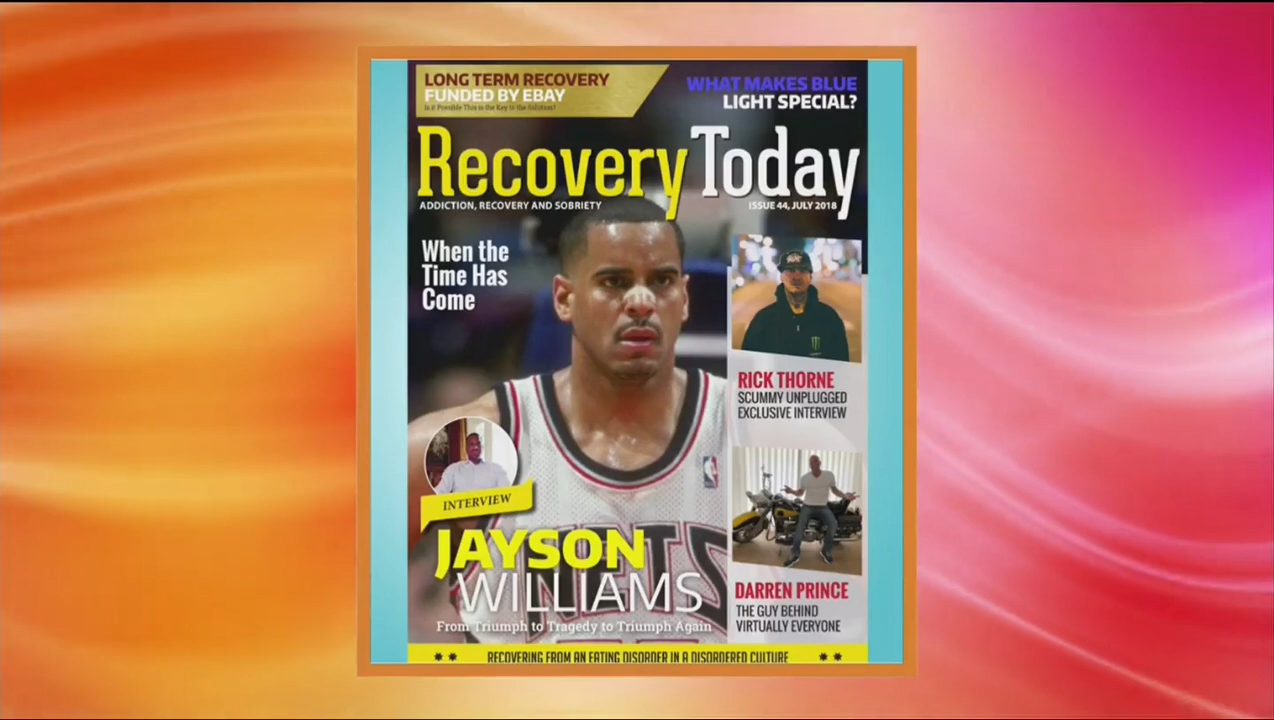 LONG TERM RECOVERY
FUNDED BY EBAY
Is it Possible This is the Key to the Solution?
WHAT MAKES BLUE
LIGHT SPECIAL?
Recovery Today
ADDICTION, RECOVERY AND SOBRIETY
ISSUE 44, JULY 2018
When the
Time Has
Come
RICK THORNE
SCUMMY UNPLUGGED
EXCLUSIVE INTERVIEW
INTERVIEW
JAYSON
WILLIAMS
From Triumph to Tragedy to Triumph Again
NETS
DARREN PRINCE
THE GUY BEHIND
VIRTUALLY EVERYONE
RECOVERING FROM AN EATING DISORDER IN A DISORDERED CULTURE